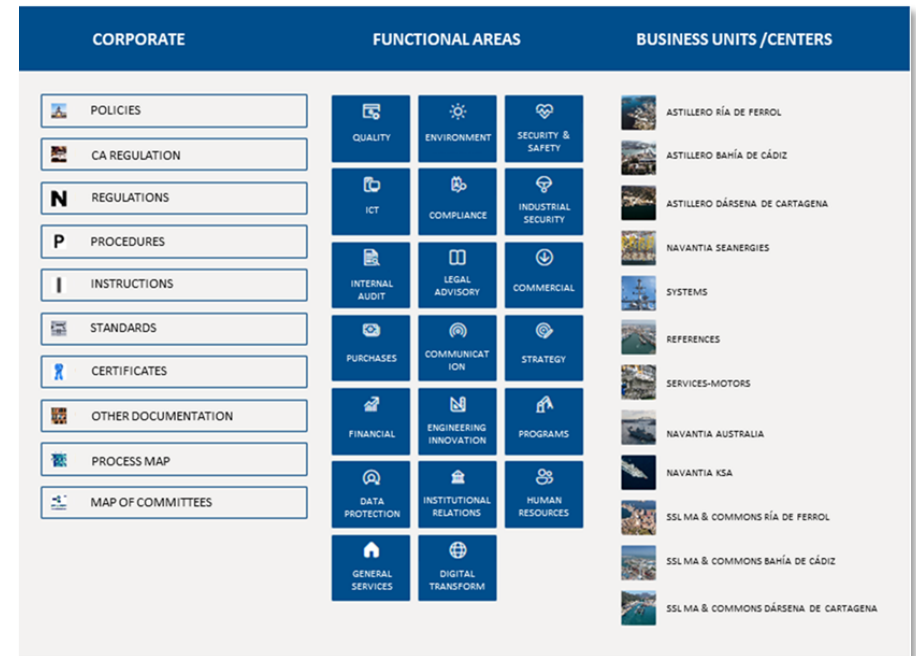 CORPORATE
FUNCTIONAL AREAS
BUSINESS UNITS /CENTERS
POLICIES
CA REGULATION
N REGULATIONS
P PROCEDURES
I INSTRUCTIONS
STANDARDS
CERTIFICATES
OTHER DOCUMENTATION
PROCESS MAP
MAP OF COMMITTEES
QUALITY
ENVIRONMENT
SECURITY &
SAFETY
ICT
COMPLIANCE
INDUSTRIAL
SECURITY
INTERNAL
AUDIT
LEGAL
ADVISORY
COMMERCIAL
PURCHASES
COMMUNICAT
ION
STRATEGY
FINANCIAL
ENGINEERING
INNOVATION
PROGRAMS
DATA
PROTECTION
INSTITUTIONAL
RELATIONS
HUMAN
RESOURCES
GENERAL
SERVICES
DIGITAL
TRANSFORM
ASTILLERO RÍA DE FERROL
ASTILLERO BAHÍA DE CÁDIZ
ASTILLERO DÁRSENA DE CARTAGENA
NAVANTIA SEANERGIES
SYSTEMS
REFERENCES
SERVICES-MOTORS
NAVANTIA AUSTRALIA
NAVANTIA KSA
SSL MA & COMMONS RÍA DE FERROL
SSL MA & COMMONS BAHÍA DE CÁDIZ
SSL MA & COMMONS DÁRSENA DE CARTAGENA